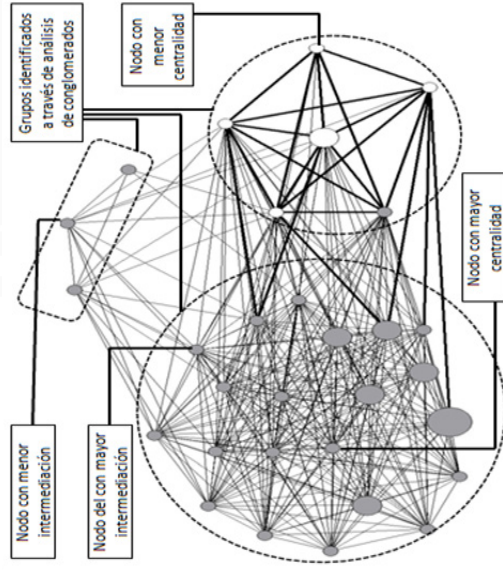 Nodo con menor
intermediación
Nodo del con mayor
intermediación
Grupos identificados
a través de análisis
de conglomerados
Nodo con
menor
centralidad
Nodo con mayor
centralidad